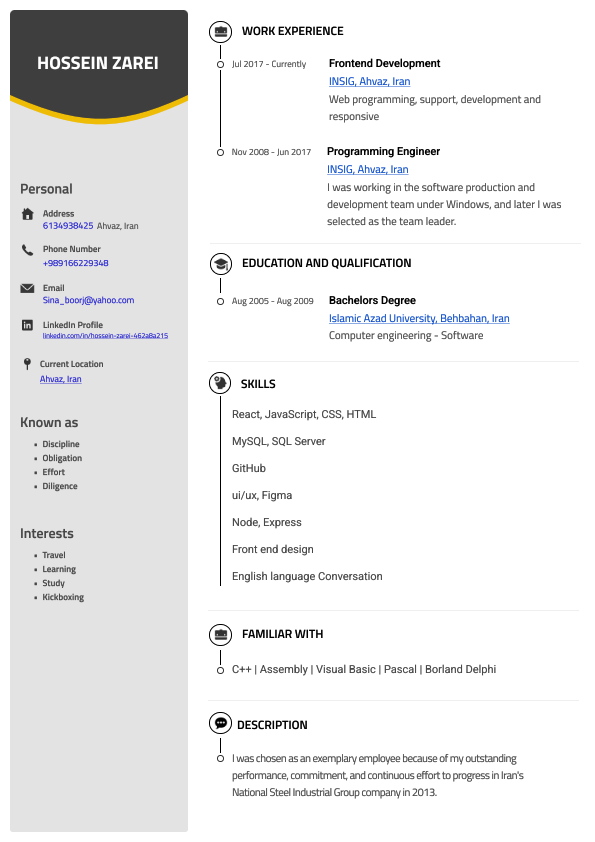 HOSSEIN ZAREI
Personal
Address
6134938425 Ahvaz, Iran
Phone Number
+989166229348
Email
Sina_boorj@yahoo.com
LinkedIn Profile
linkedin.com/in/hossein-zarei-462a8a215
Current Location
Ahvaz, Iran
Known as
• Discipline
• Obligation
• Effort
• Diligence
Interests
• Travel
• Learning
• Study
• Kickboxing
WORK EXPERIENCE
Jul 2017 - Currently
Frontend Development
INSIG, Ahvaz, Iran
Web programming, support, development and
responsive
Nov 2008 - Jun 2017
Programming Engineer
INSIG, Ahvaz, Iran
I was working in the software production and
development team under Windows, and later I was
selected as the team leader.
EDUCATION AND QUALIFICATION
Aug 2005 - Aug 2009
Bachelors Degree
Islamic Azad University, Behbahan, Iran
Computer engineering - Software
SKILLS
React, JavaScript, CSS, HTML
MySQL, SQL Server
GitHub
ui/ux, Figma
Node, Express
Front end design
English language Conversation
FAMILIAR WITH
C++ | Assembly | Visual Basic | Pascal | Borland Delphi
DESCRIPTION
I was chosen as an exemplary employee because of my outstanding
performance, commitment, and continuous effort to progress in Iran's
National Steel Industrial Group company in 2013.